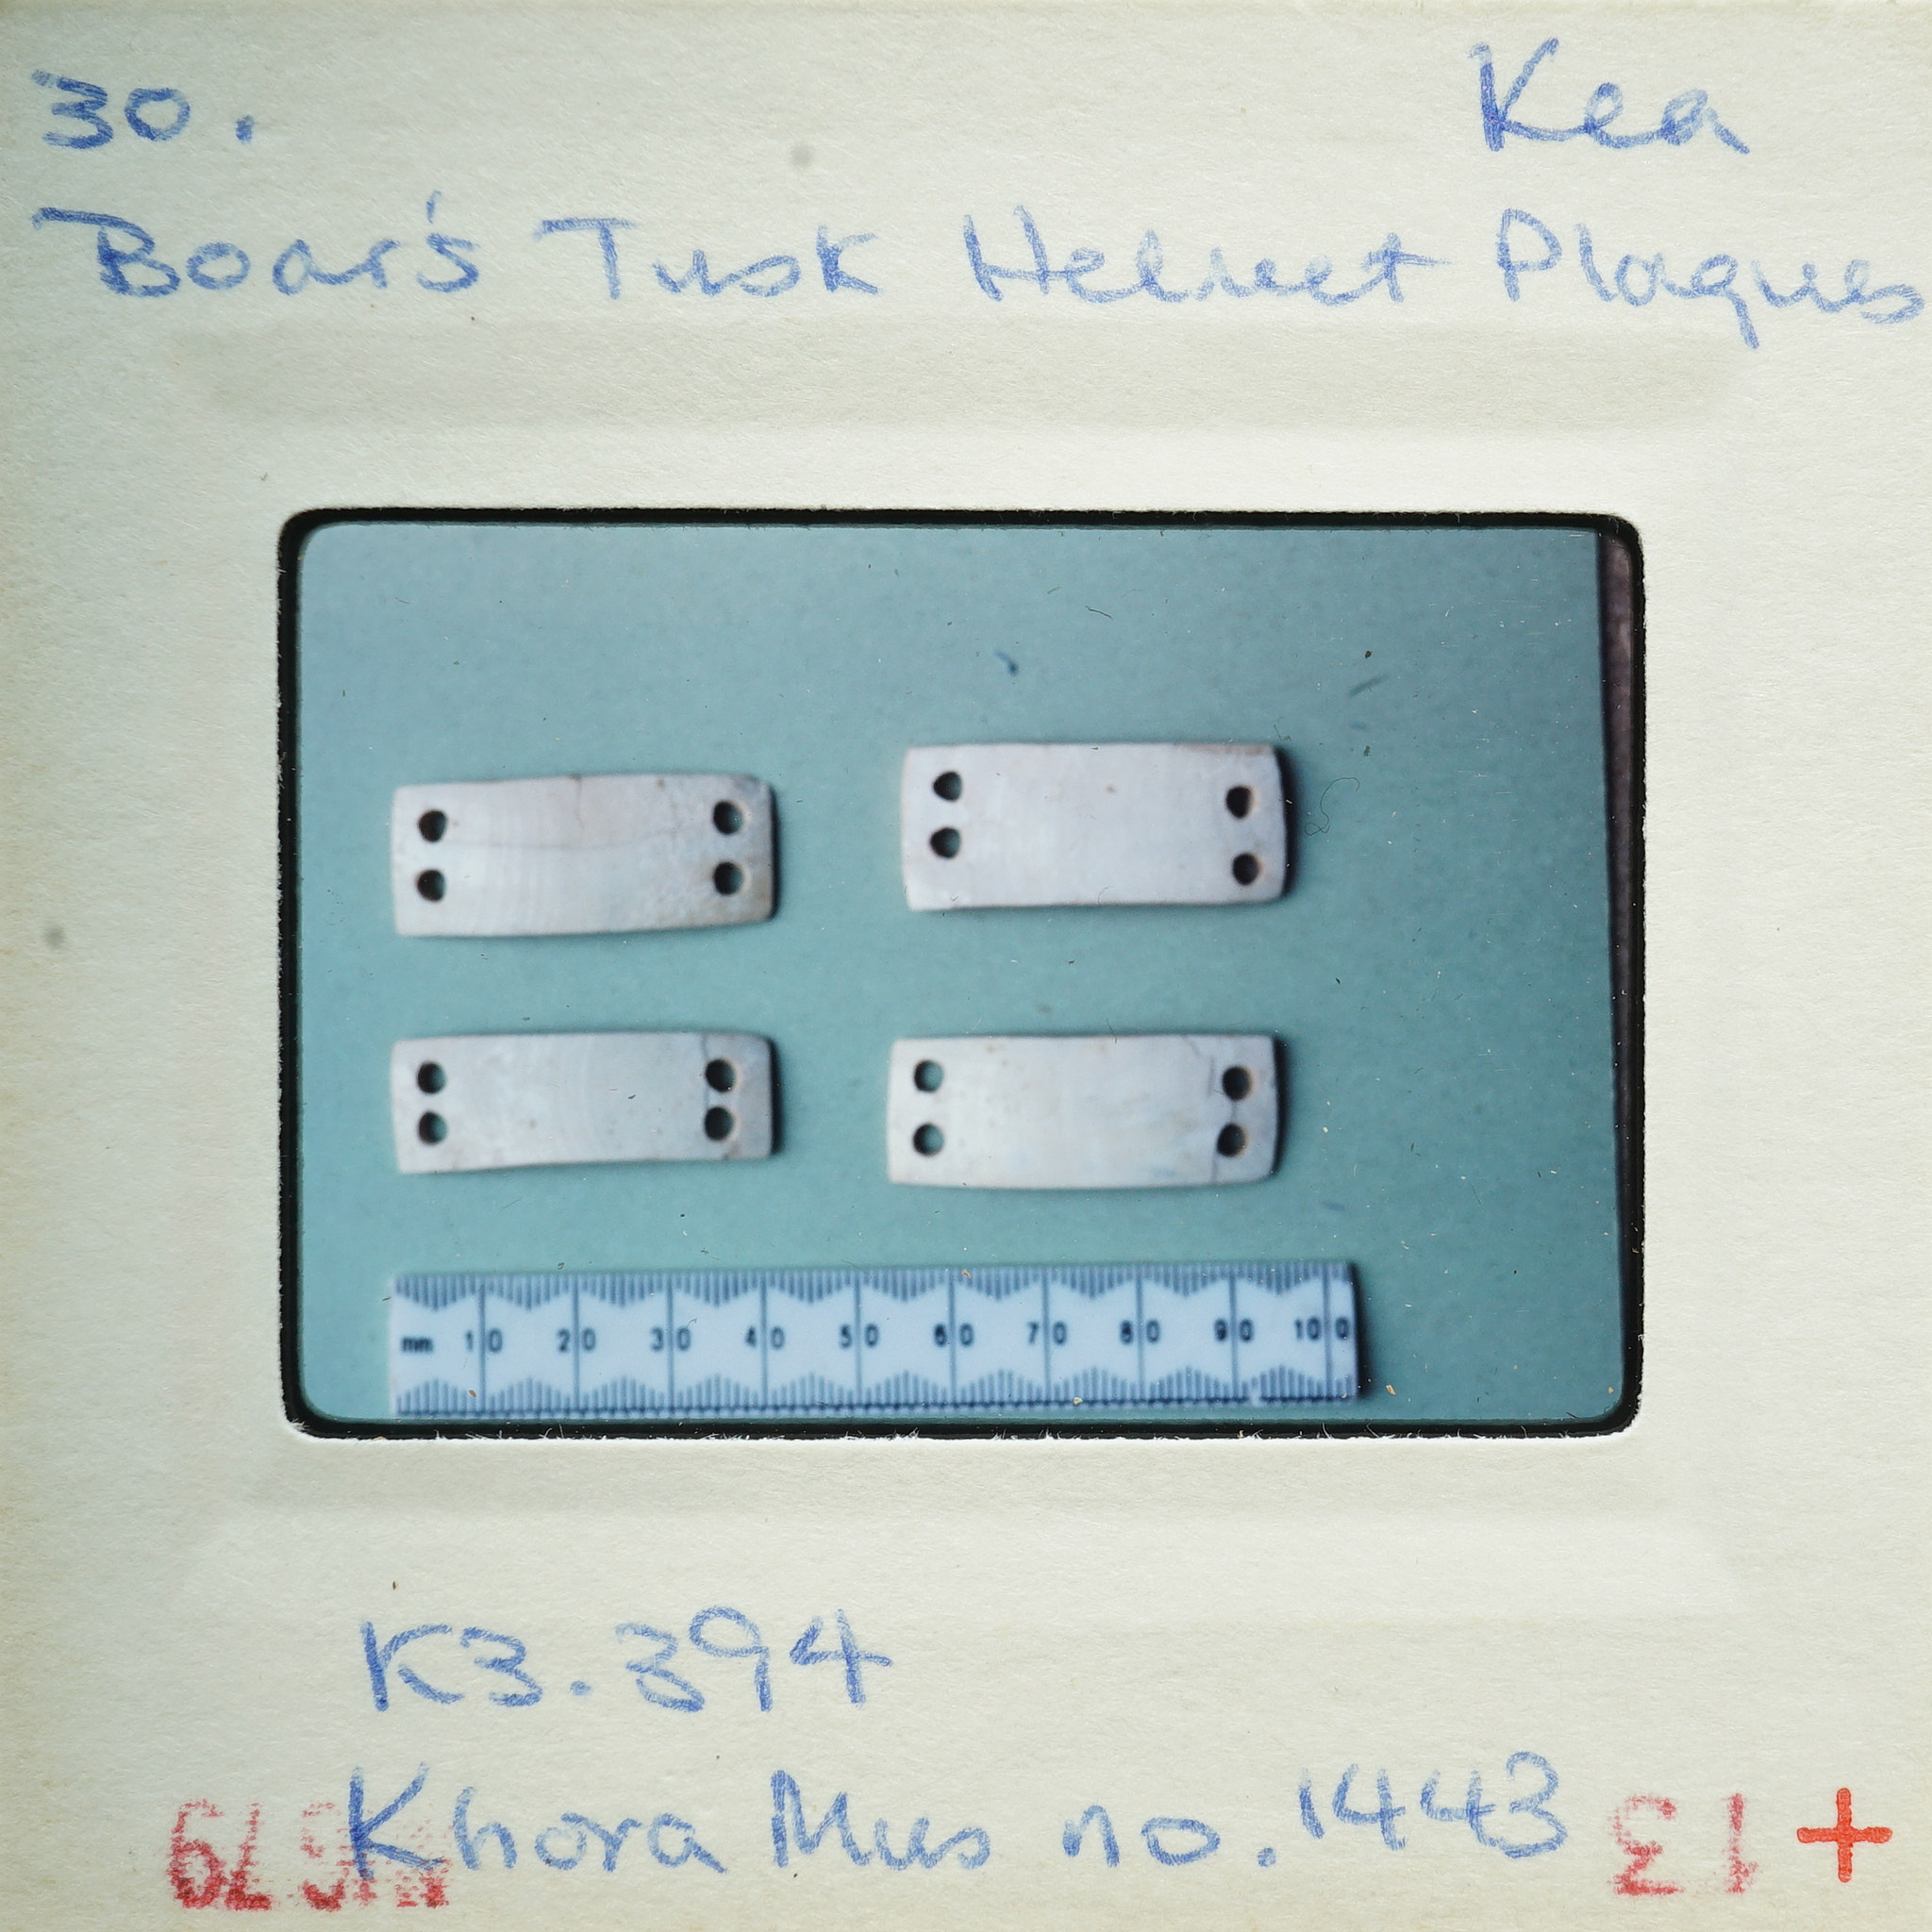 30. Kea
Boar's Tusk Helmet Plaques
mm 10 20 30 40 50 60 70 80 90 100
K3.394
Khora Mus no. 1443
13 +